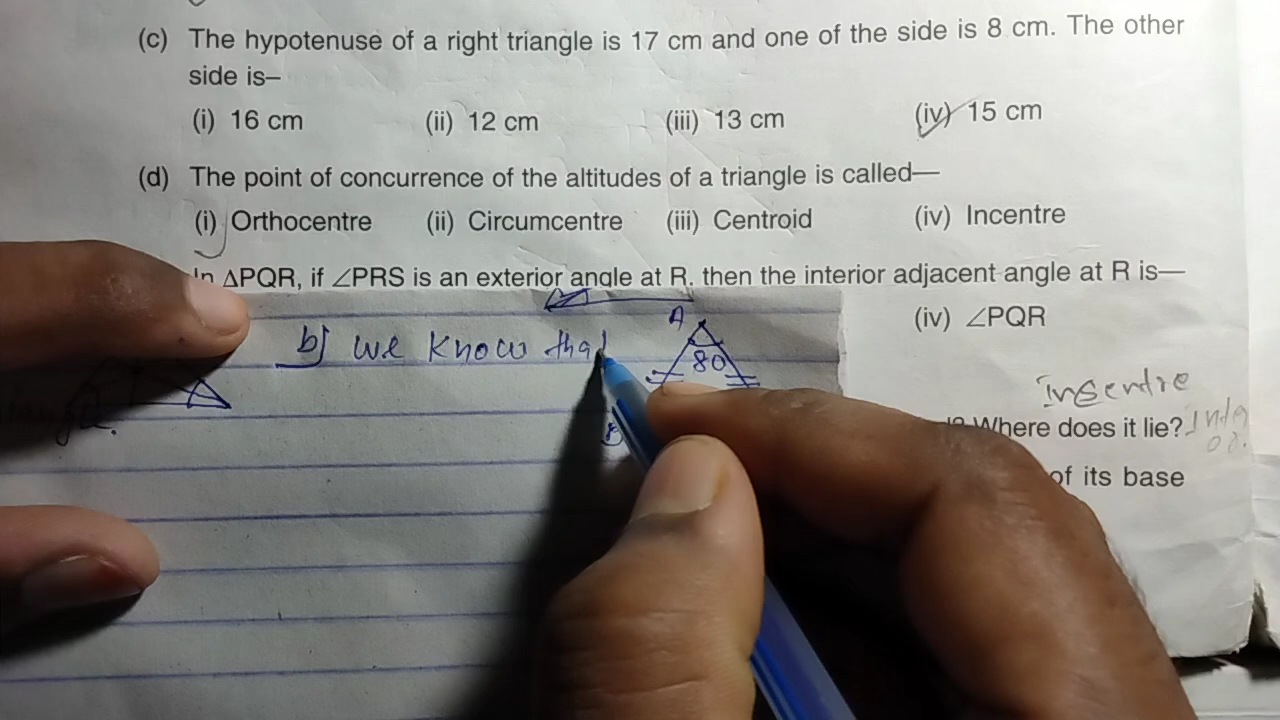 (c) The hypotenuse of a right triangle is 17 cm and one of the side is 8 cm. The other
side is–
(i) 16 cm (ii) 12 cm (iii) 13 cm (iv) 15 cm
(d) The point of concurrence of the altitudes of a triangle is called—
(i) Orthocentre (ii) Circumcentre (iii) Centroid (iv) Incentre
In ΔPQR, if ∠PRS is an exterior angle at R, then the interior adjacent angle at R is—
(iv) ∠PQR
b) we know that
A
80
B
insentre
? Where does it lie?
of its base